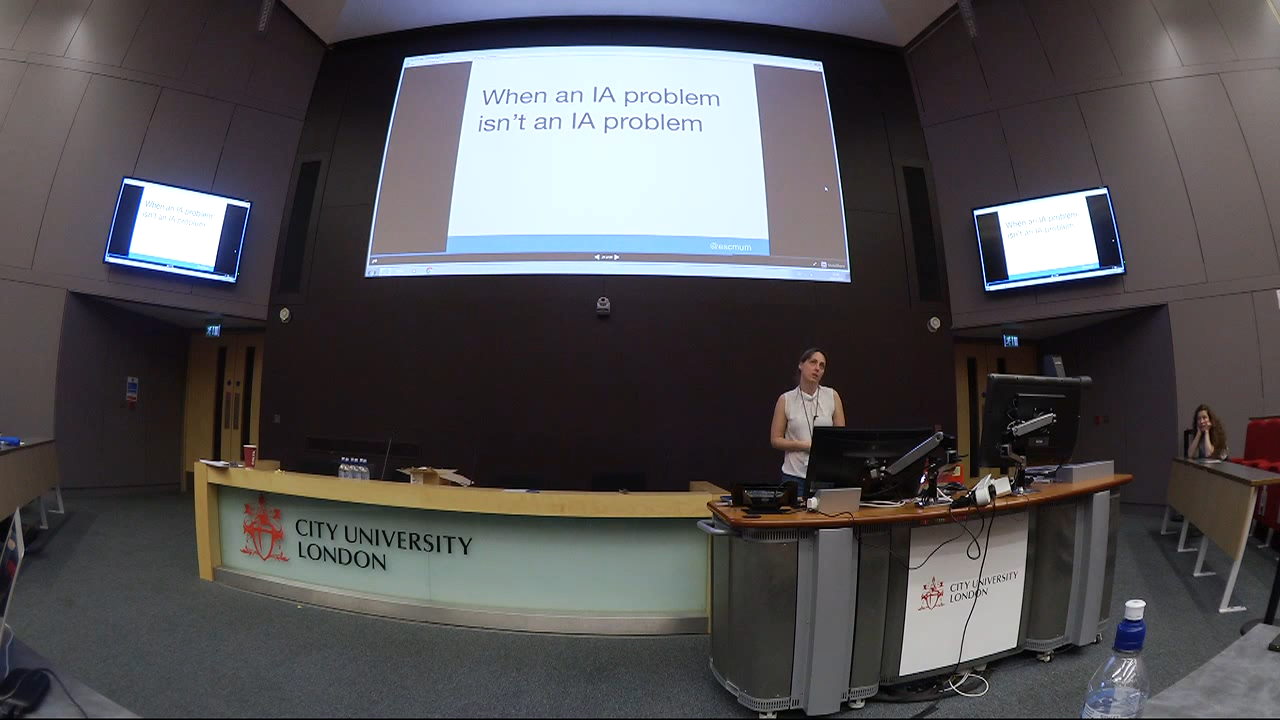 When an IA problem
isn't an IA problem
@escmum
When an IA problem
isn't an IA problem
When an IA problem
isn't an IA problem
CITY UNIVERSITY
LONDON
CITY UNIVERSITY
LONDON